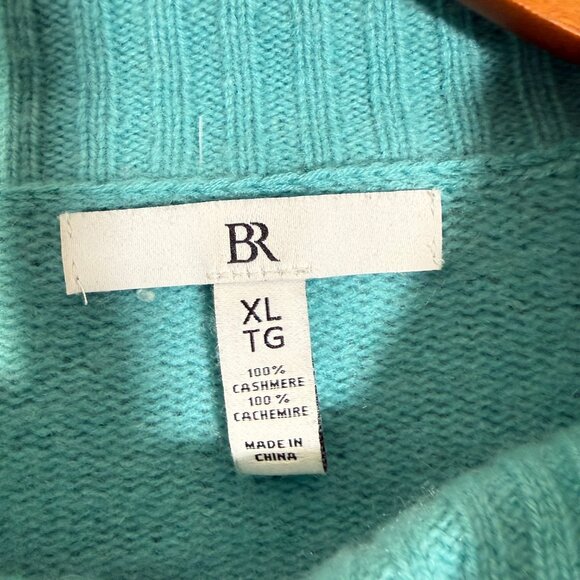 BR
XL
TG
100%
CASHMERE
100 %
CACHEMIRE
MADE IN
CHINA